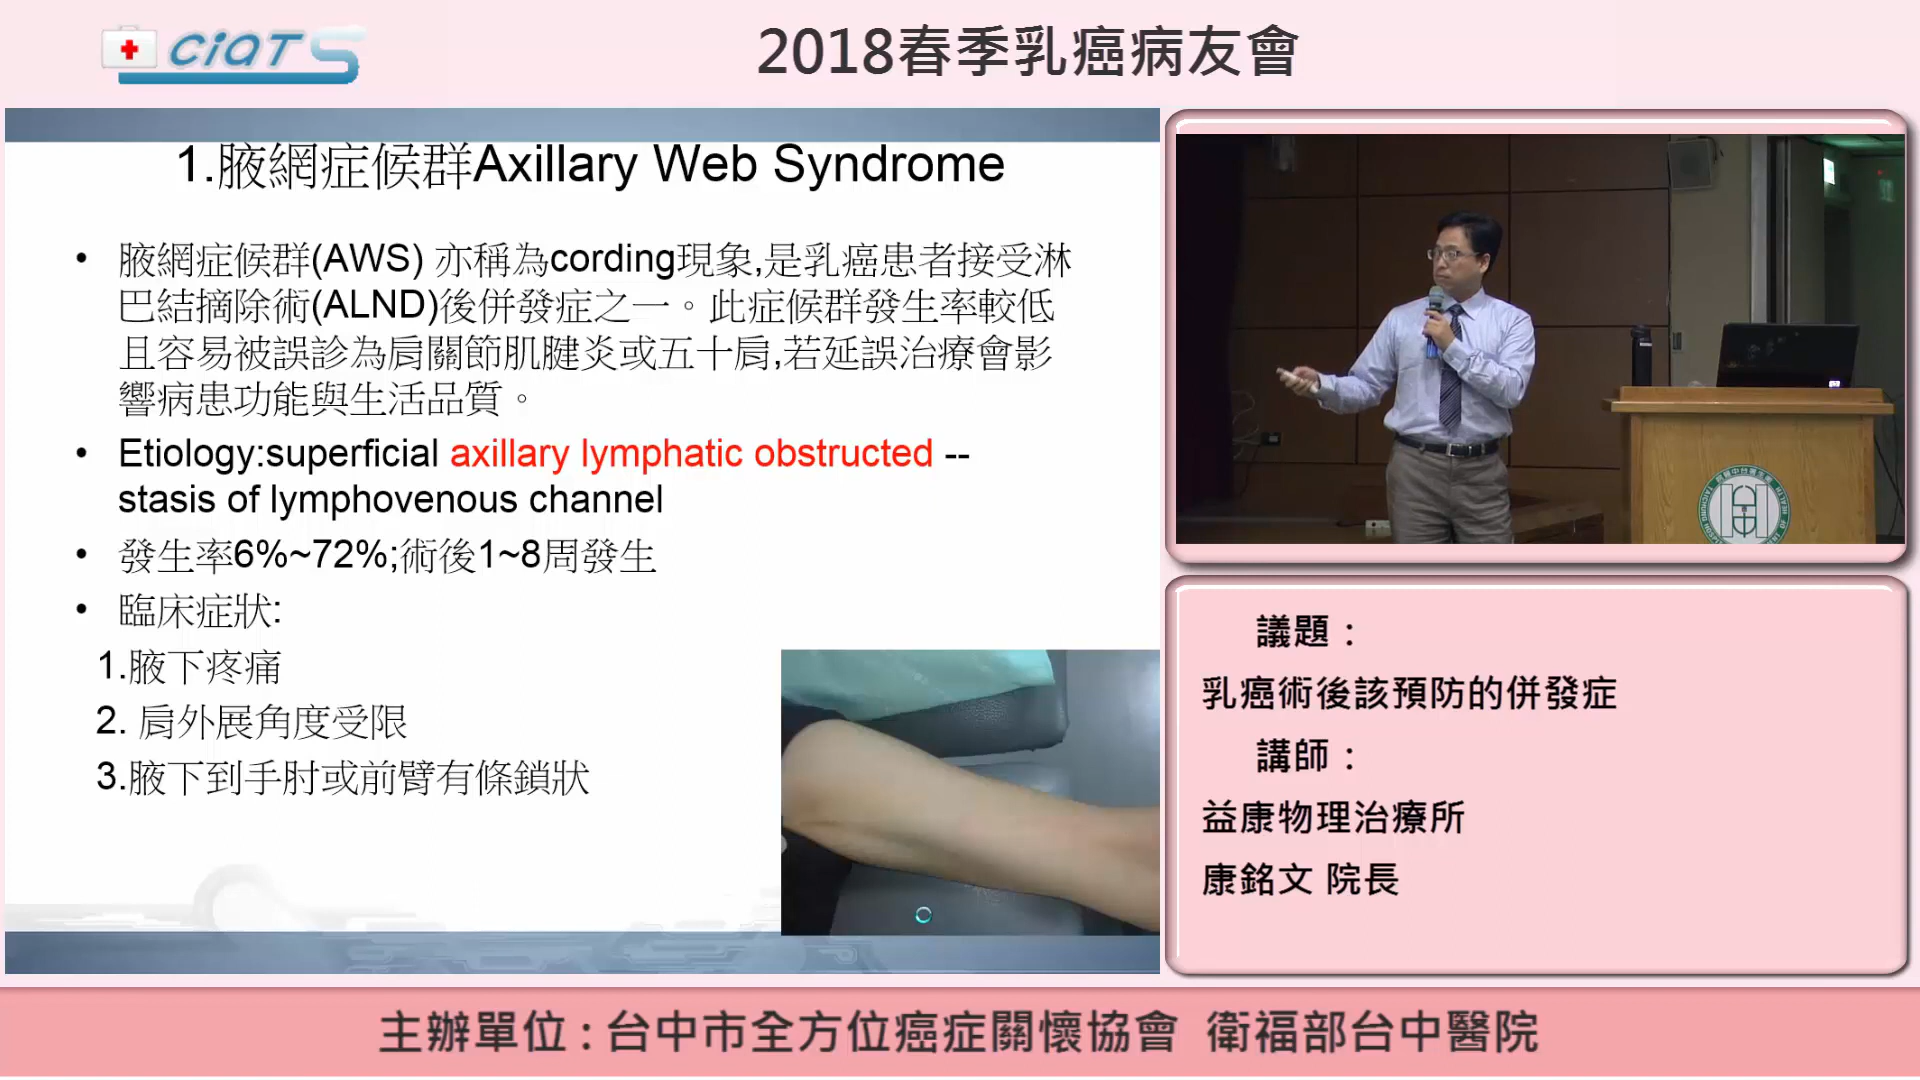 CiQTS
2018春季乳癌病友會
1.腋網症候群Axillary Web Syndrome
• 腋網症候群(AWS) 亦稱為cording現象,是乳癌患者接受淋
巴結摘除術(ALND)後併發症之一。此症候群發生率較低
且容易被誤診為肩關節肌腱炎或五十肩,若延誤治療會影
響病患功能與生活品質。
• Etiology:superficial axillary lymphatic obstructed --
stasis of lymphovenous channel
• 發生率6%~72%;術後1~8周發生
• 臨床症狀:
1.腋下疼痛
2. 肩外展角度受限
3.腋下到手肘或前臂有條鎖狀
議題：
乳癌術後該預防的併發症
講師：
益康物理治療所
康銘文 院長
主辦單位 : 台中市全方位癌症關懷協會 衛福部台中醫院